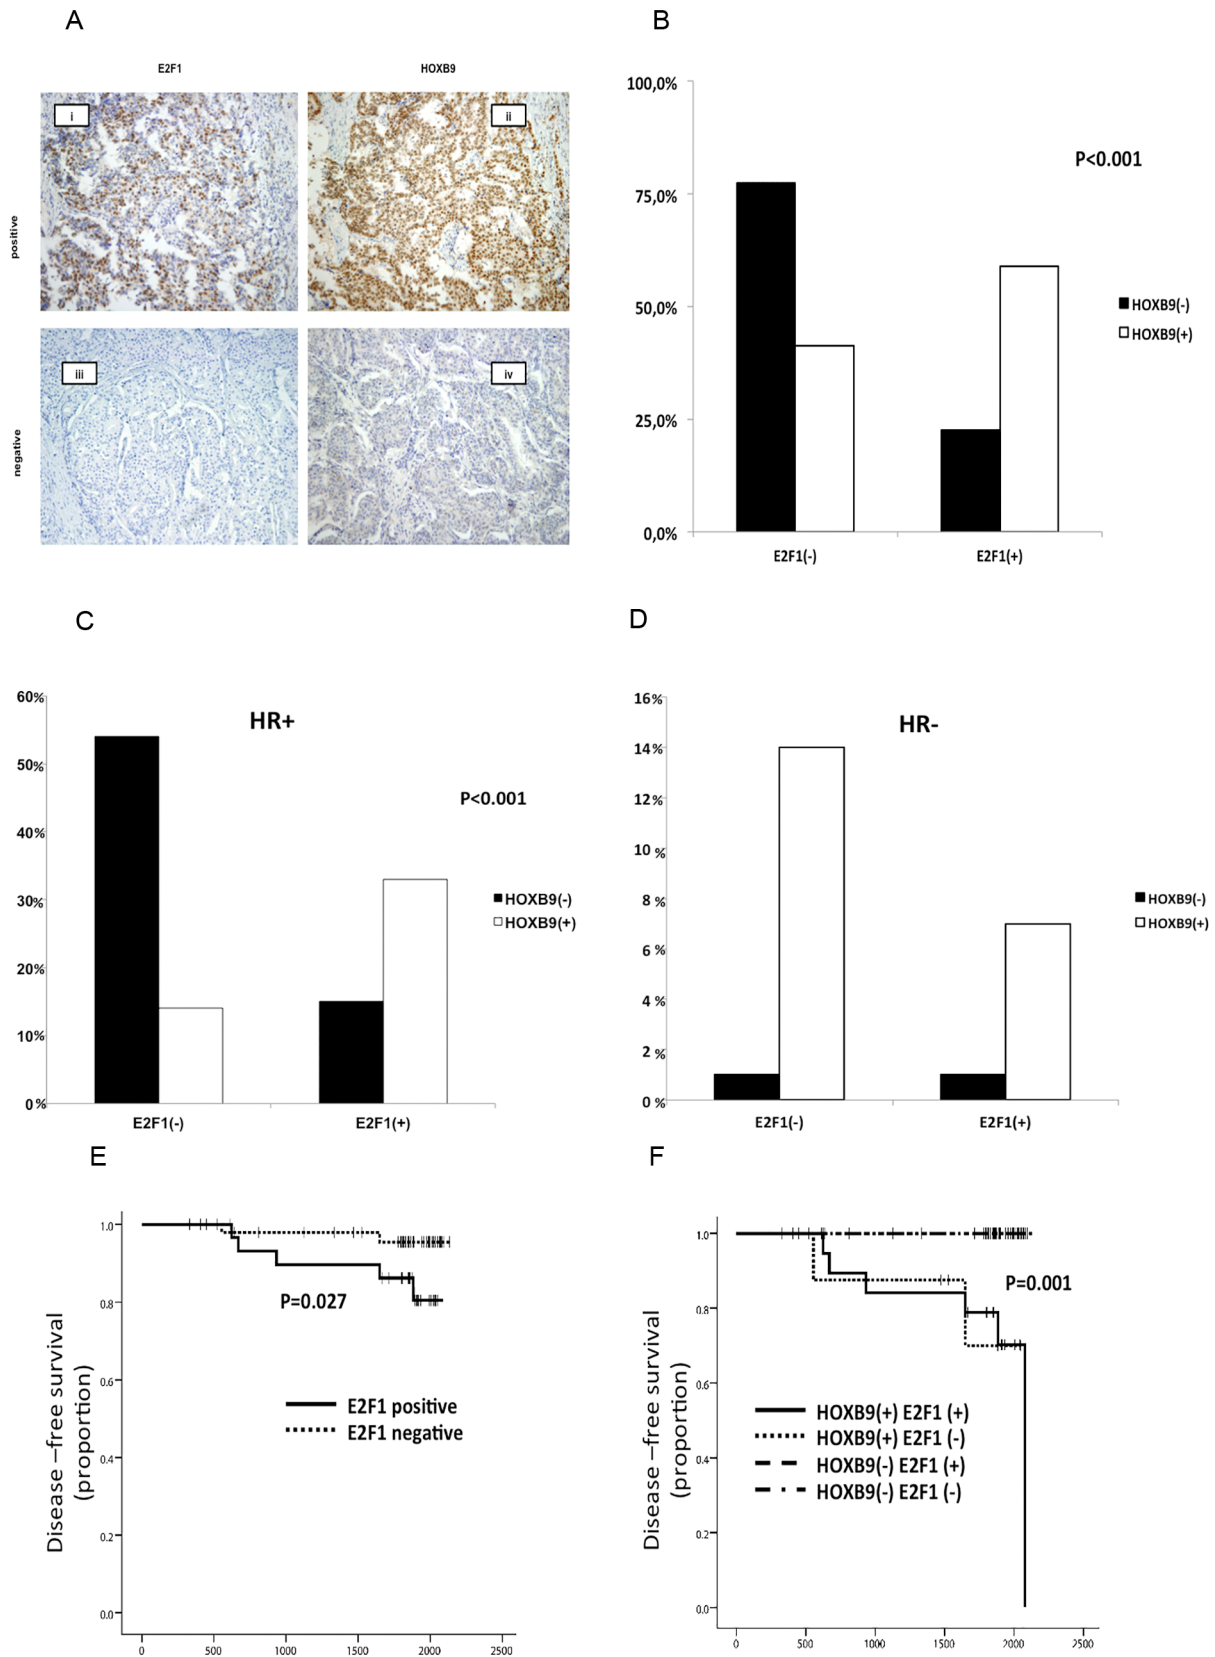 A
E2F1
HOXB9
positive
negative
i
ii
iii
iv
B
100,0%
75,0%
50,0%
25,0%
0,0%
P<0.001
HOXB9(-)
HOXB9(+)
E2F1(-)
E2F1(+)
C
60%
50%
40%
30%
20%
10%
0%
HR+
P<0.001
HOXB9(-)
HOXB9(+)
E2F1(-)
E2F1(+)
D
16%
14%
12%
10%
8%
6%
4%
2%
0%
HR-
HOXB9(-)
HOXB9(+)
E2F1(-)
E2F1(+)
E
Disease –free survival
(proportion)
1.0
0.8
0.6
0.4
0.2
0.0
P=0.027
E2F1 positive
E2F1 negative
0 500 1000 1500 2000 2500
F
Disease –free survival
(proportion)
1.0
0.8
0.6
0.4
0.2
0.0
P=0.001
HOXB9(+) E2F1 (+)
HOXB9(+) E2F1 (-)
HOXB9(-) E2F1 (+)
HOXB9(-) E2F1 (-)
0 500 1000 1500 2000 2500